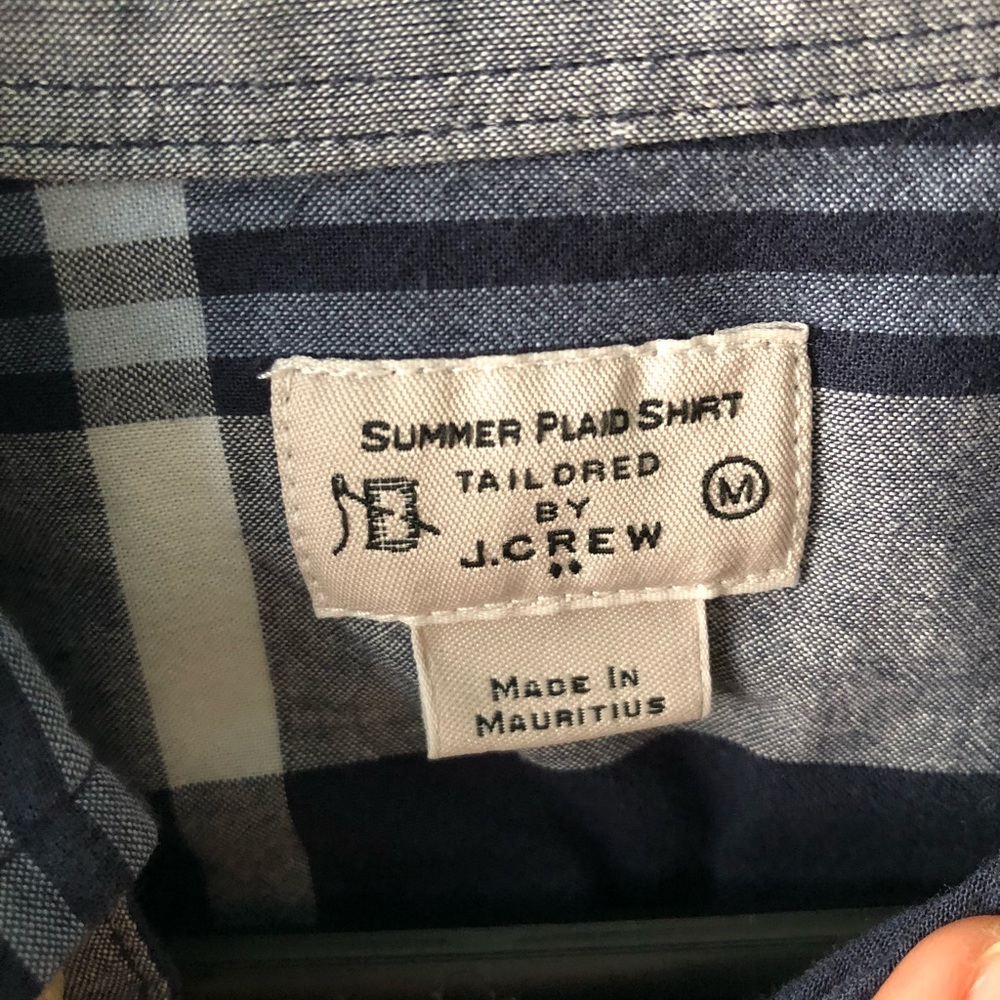 SUMMER PLAID SHIRT
TAILORED
BY
J.CREW
M
MADE IN
MAURITIUS